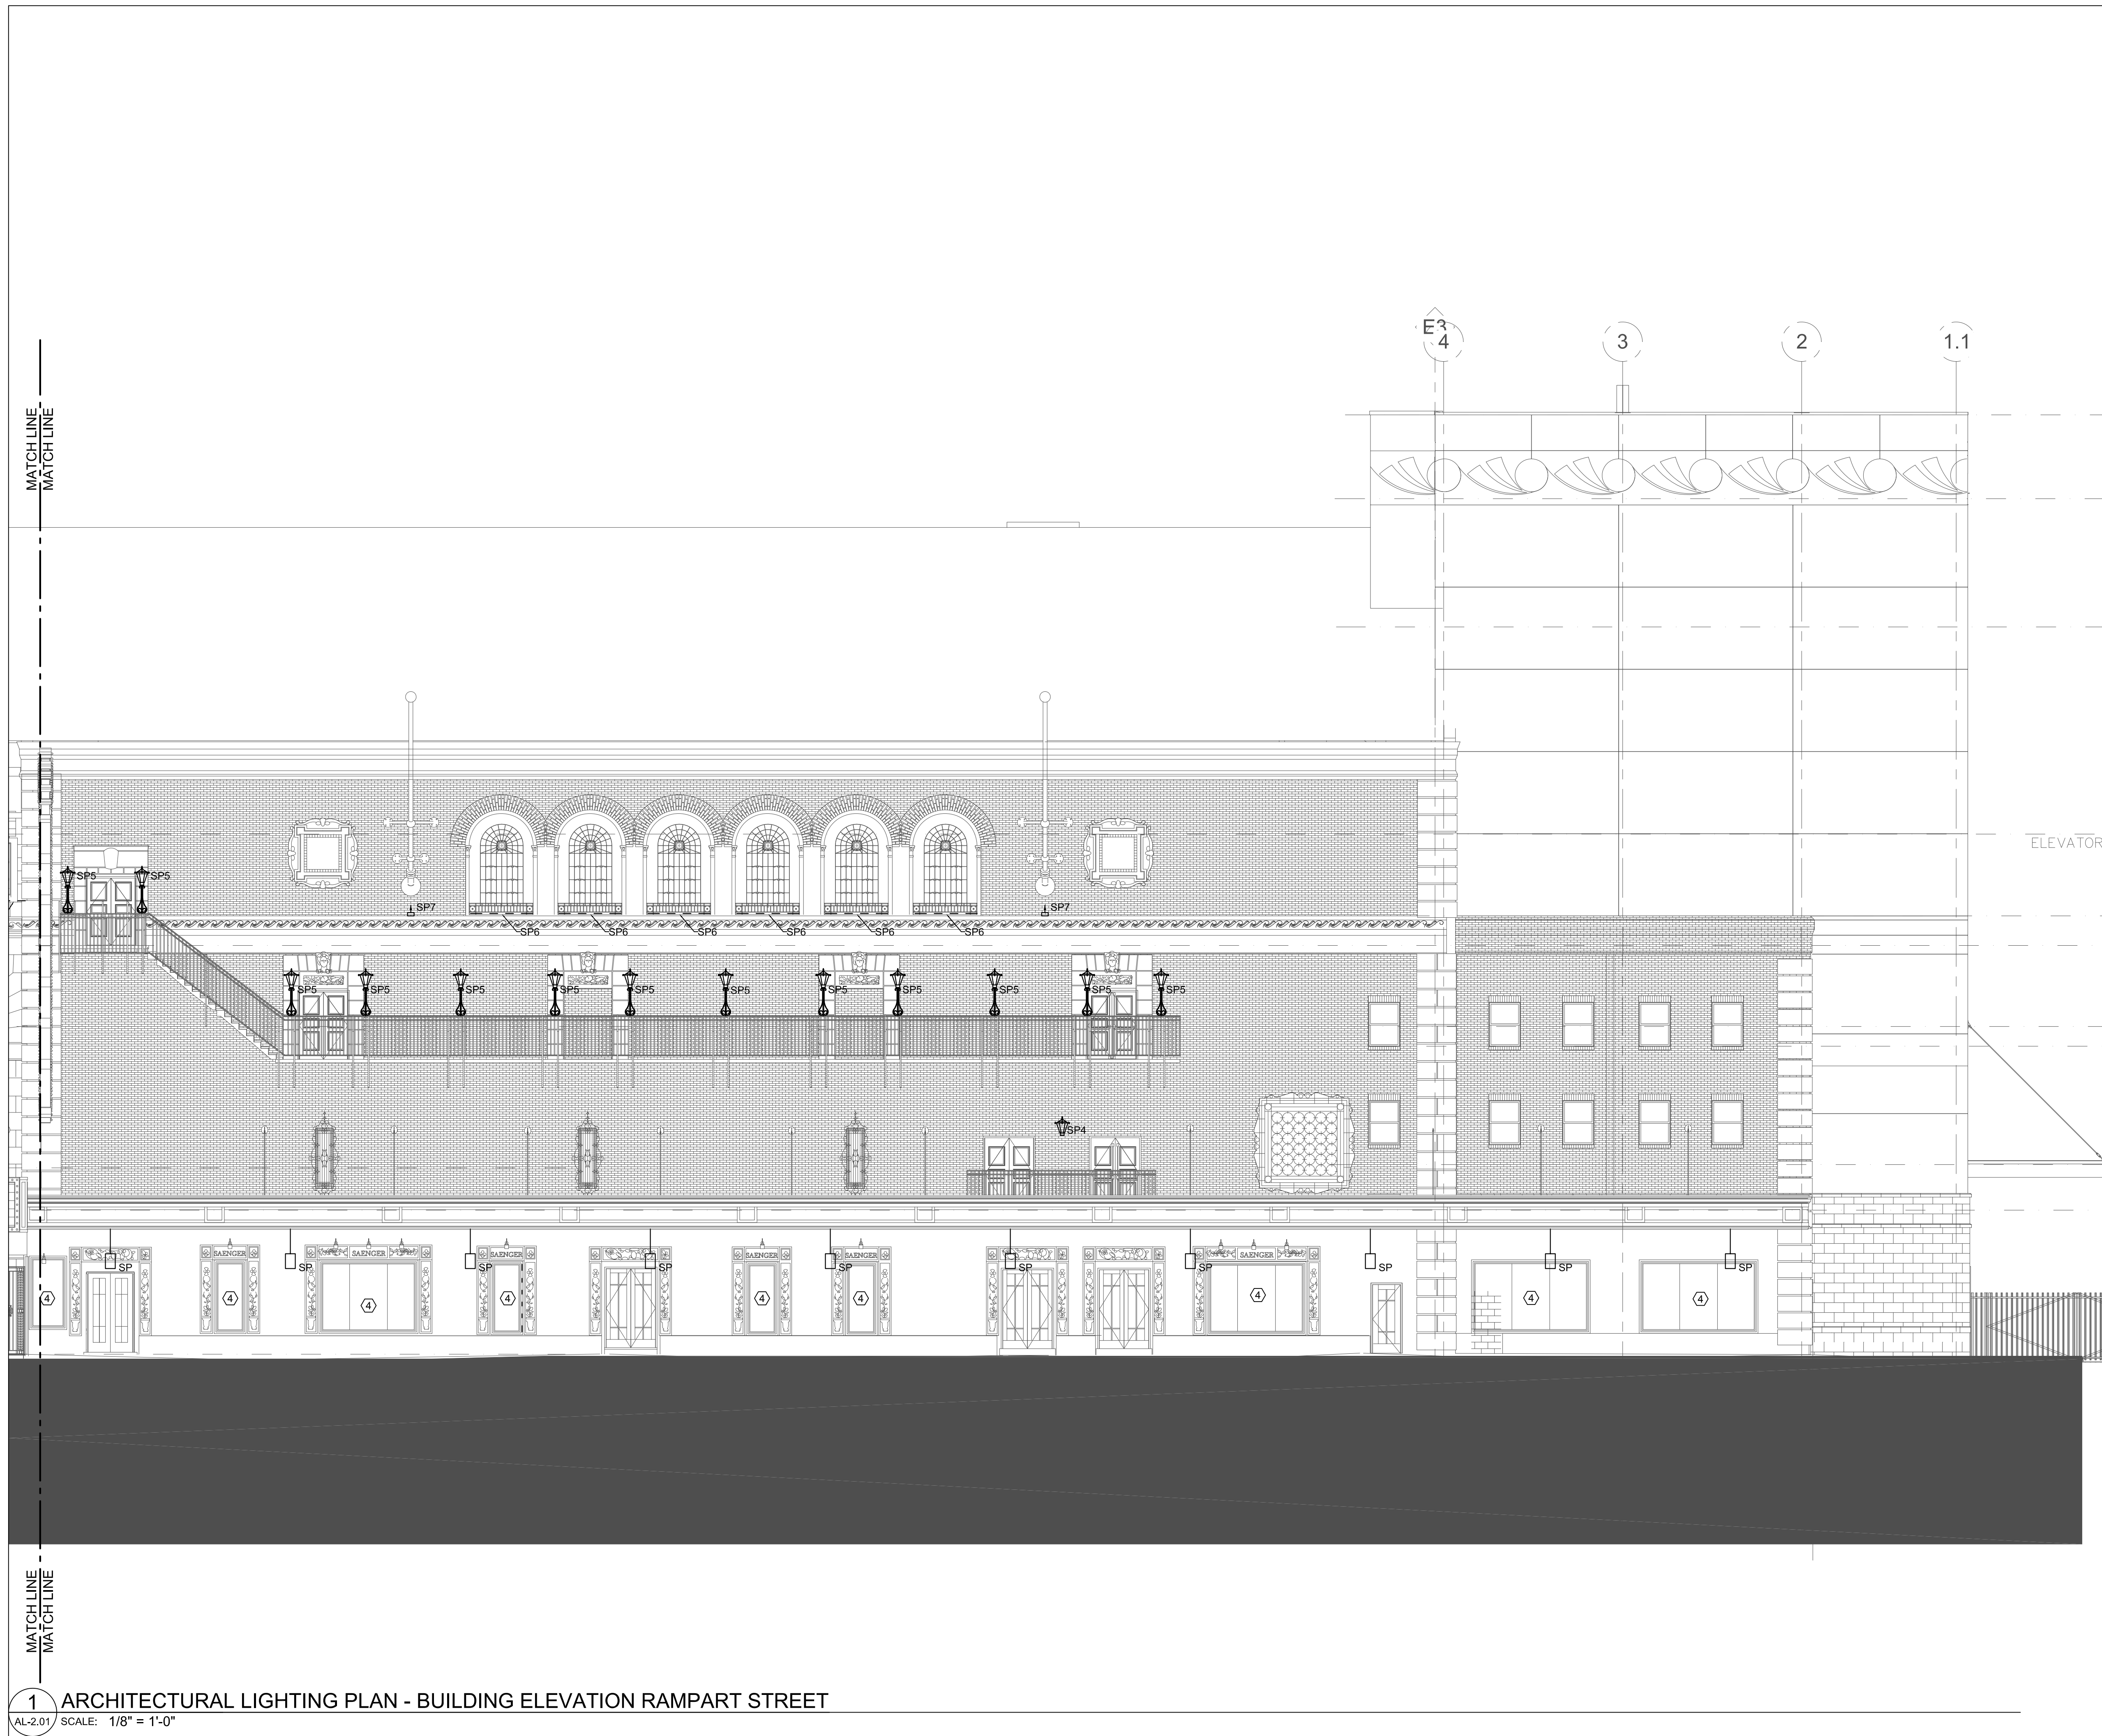 E3
4
3
2
1.1
MATCH LINE
MATCH LINE
ELEVATOR
SP5
SP5
SP7
SP7
SP6
SP6
SP6
SP6
SP6
SP6
SP5
SP5
SP5
SP5
SP5
SP5
SP5
SP5
SP5
SP5
SP5
SP4
SAENGER
SAENGER
SAENGER
SAENGER
SAENGER
SAENGER
SP
SP
SP
SP
SP
SP
SP
SP
SP
SP
4
4
4
4
4
4
4
4
4
MATCH LINE
MATCH LINE
1
AL-2.01
ARCHITECTURAL LIGHTING PLAN - BUILDING ELEVATION RAMPART STREET
SCALE: 1/8" = 1'-0"